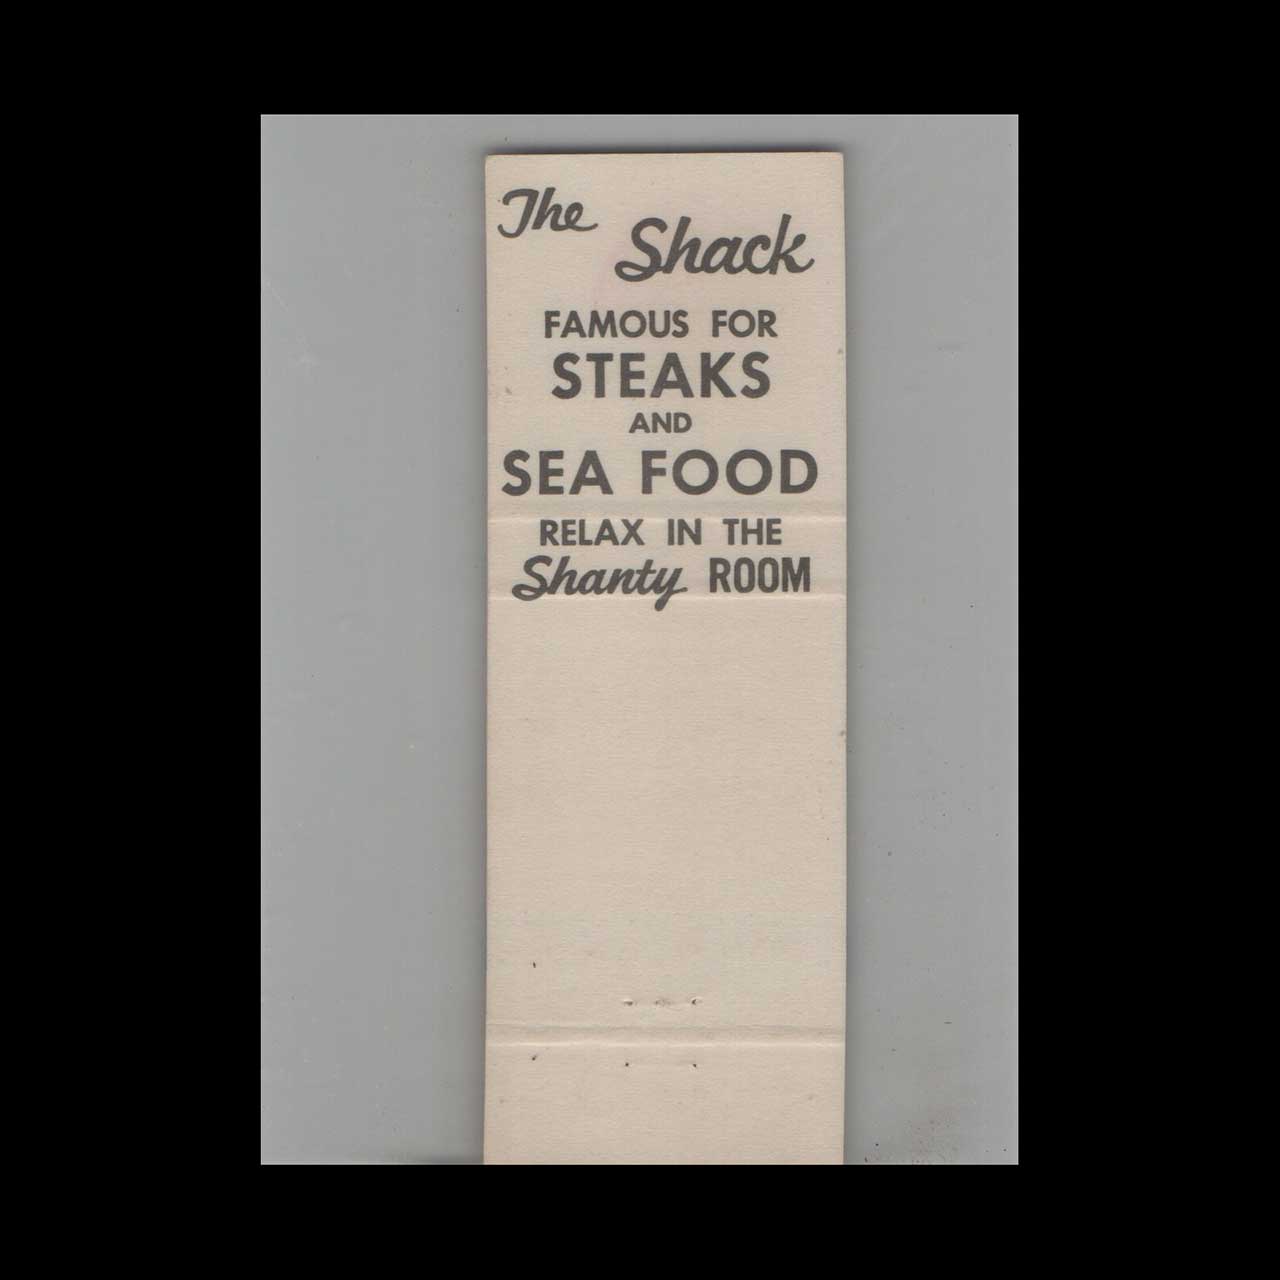 The Shack
FAMOUS FOR
STEAKS
AND
SEA FOOD
RELAX IN THE
Shanty ROOM